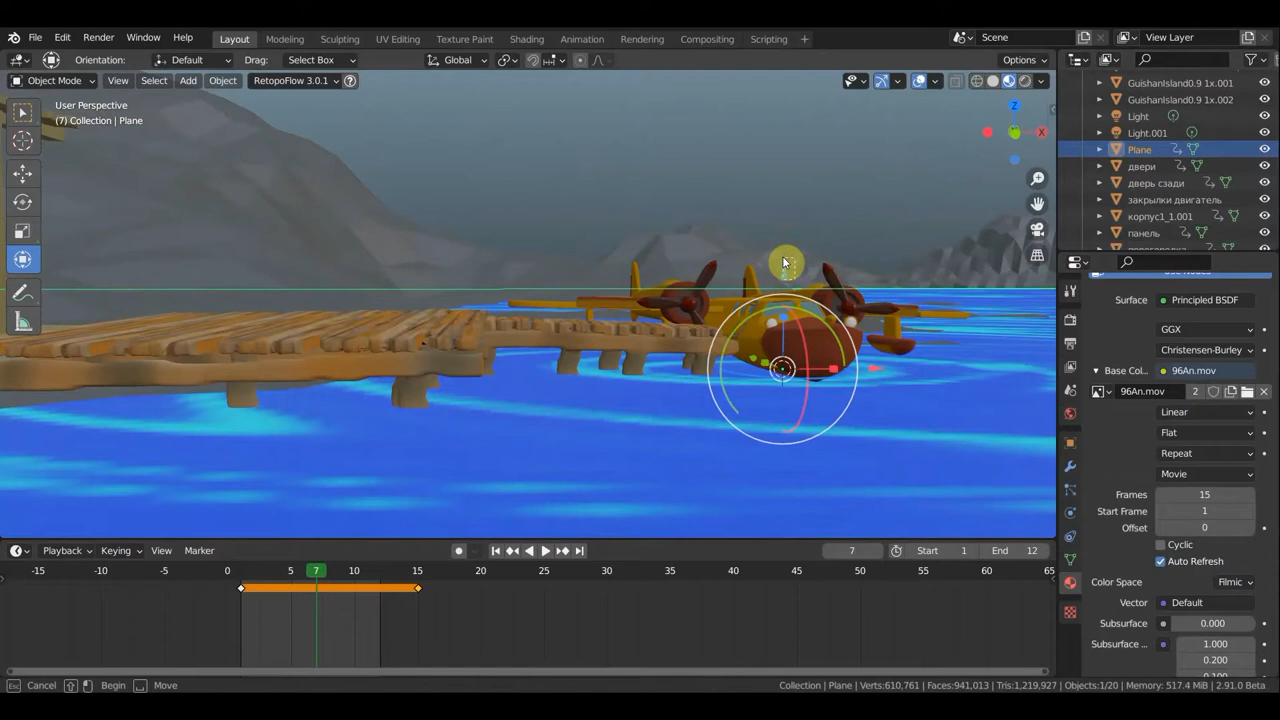 File Edit Render Window Help Layout Modeling Sculpting UV Editing Texture Paint Shading Animation Rendering Compositing Scripting + Scene View Layer
Orientation: Default Drag: Select Box Global Options
Object Mode View Select Add Object RetopoFlow 3.0.1
User Perspective
(7) Collection | Plane
Z
X
GuishanIsland0.9 1x.001
GuishanIsland0.9 1x.002
Light
Light.001
Plane
двери
дверь сзади
закрылки двигатель
корпус1_1.001
панель
Surface: Principled BSDF
GGX
Christensen-Burley
Base Col... 96An.mov
96An.mov 2
Linear
Flat
Repeat
Movie
Frames 15
Start Frame 1
Offset 0
Cyclic
Auto Refresh
Color Space Filmic
Vector Default
Subsurface 0.000
Subsurface ... 1.000
0.200
Playback Keying View Marker 7 Start 1 End 12
-15 -10 -5 0 5 7 10 15 20 25 30 35 40 45 50 55 60 65
Esc Cancel Begin Move Collection | Plane | Verts:610,761 | Faces:941,013 | Tris:1,219,927 | Objects:1/20 | Memory: 517.4 MiB | 2.91.0 Beta